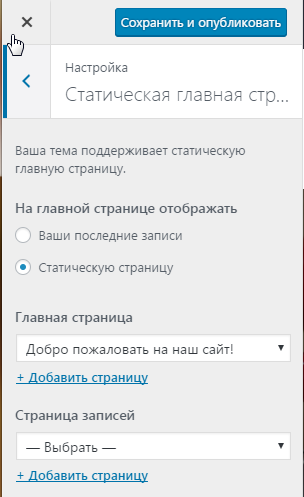 Сохранить и опубликовать
Настройка
Статическая главная стр...
Ваша тема поддерживает статическую
главную страницу.
На главной странице отображать
Ваши последние записи
Статическую страницу
Главная страница
Добро пожаловать на наш сайт!
+ Добавить страницу
Страница записей
— Выбрать —
+ Добавить страницу